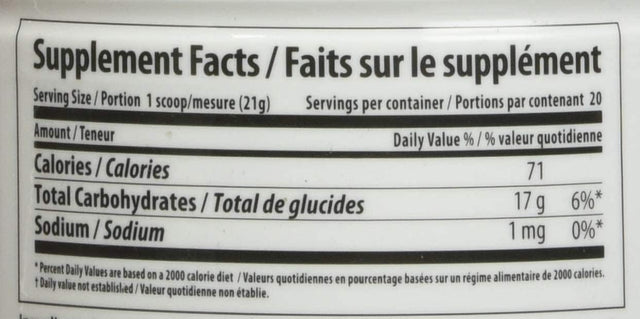 Supplement Facts / Faits sur le supplément
Serving Size / Portion 1 scoop/mesure (21g) Servings per container / Portions par contenant 20
Amount / Teneur Daily Value % / % valeur quotidienne
Calories / Calories 71
Total Carbohydrates / Total de glucides 17 g 6%*
Sodium / Sodium 1 mg 0%*
* Percent Daily Values are based on a 2000 calorie diet / Valeurs quotidiennes en pourcentage basées sur un régime alimentaire de 2000 calories.
† Daily value not established / Valeur quotidienne non établie.